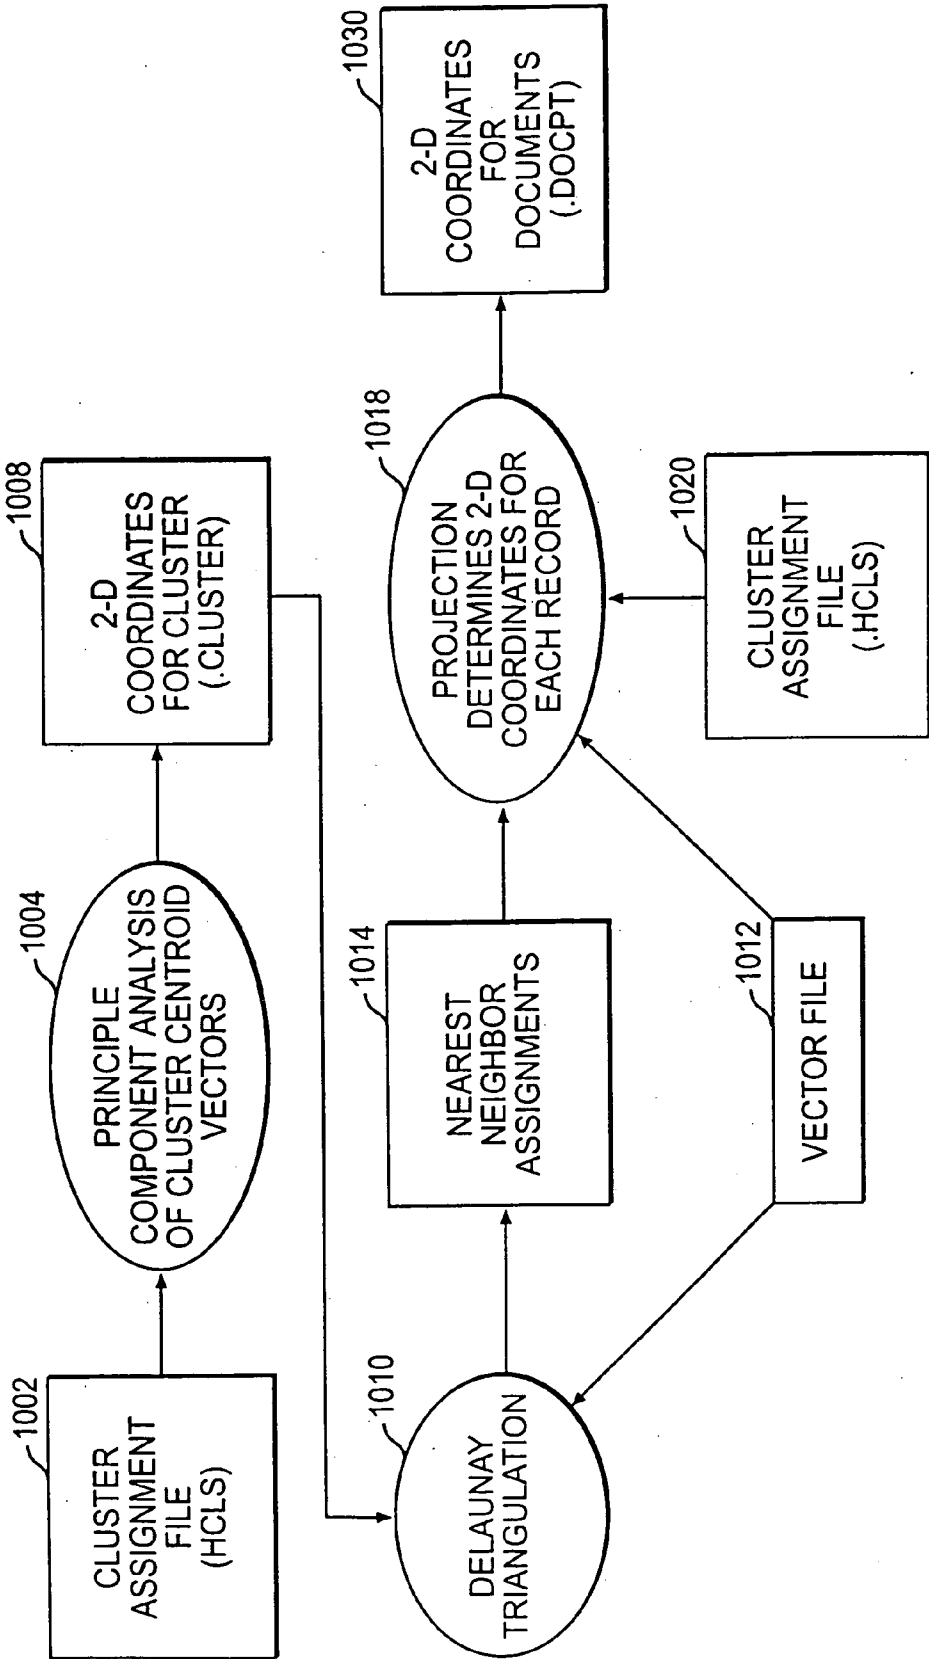 1002
CLUSTER
ASSIGNMENT
FILE
(HCLS)
1004
PRINCIPLE
COMPONENT ANALYSIS
OF CLUSTER CENTROID
VECTORS
1008
2-D
COORDINATES
FOR CLUSTER
(.CLUSTER)
1010
DELAUNAY
TRIANGULATION
1014
NEAREST
NEIGHBOR
ASSIGNMENTS
1018
PROJECTION
DETERMINES 2-D
COORDINATES FOR
EACH RECORD
1030
2-D
COORDINATES
FOR
DOCUMENTS
(.DOCPT)
1012
VECTOR FILE
1020
CLUSTER
ASSIGNMENT
FILE
(.HCLS)